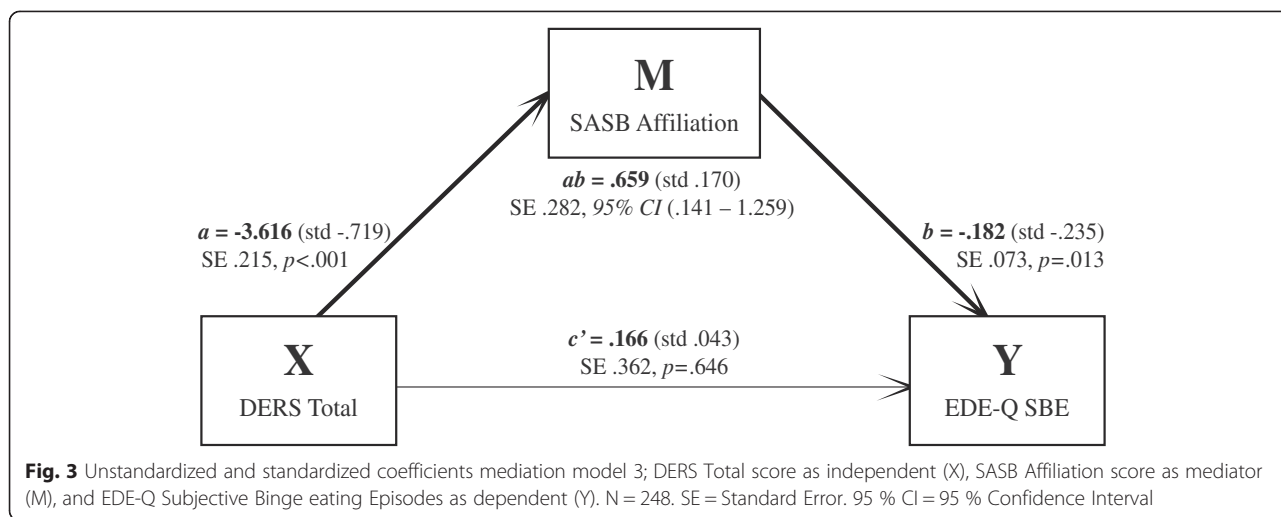 M
SASB Affiliation
ab = .659 (std .170)
SE .282, 95% CI (.141 – 1.259)
a = -3.616 (std -.719)
SE .215, p<.001
b = -.182 (std -.235)
SE .073, p=.013
c’ = .166 (std .043)
SE .362, p=.646
X
DERS Total
Y
EDE-Q SBE
Fig. 3 Unstandardized and standardized coefficients mediation model 3; DERS Total score as independent (X), SASB Affiliation score as mediator
(M), and EDE-Q Subjective Binge eating Episodes as dependent (Y). N = 248. SE = Standard Error. 95 % CI = 95 % Confidence Interval